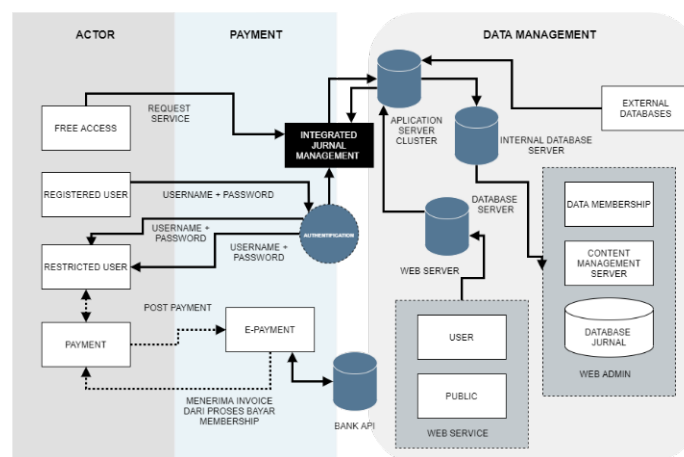 ACTOR
PAYMENT
DATA MANAGEMENT
FREE ACCESS
REQUEST
SERVICE
INTEGRATED
JURNAL
MANAGEMENT
APLICATION
SERVER
CLUSTER
INTERNAL DATABASE
SERVER
EXTERNAL
DATABASES
REGISTERED USER
USERNAME + PASSWORD
USERNAME +
PASSWORD
USERNAME +
PASSWORD
AUTHENTIFICATION
RESTRICTED USER
DATABASE
SERVER
WEB SERVER
DATA MEMBERSHIP
CONTENT
MANAGEMENT
SERVER
DATABASE
JURNAL
WEB ADMIN
POST PAYMENT
PAYMENT
E-PAYMENT
MENERIMA INVOICE
DARI PROSES BAYAR
MEMBERSHIP
BANK API
USER
PUBLIC
WEB SERVICE